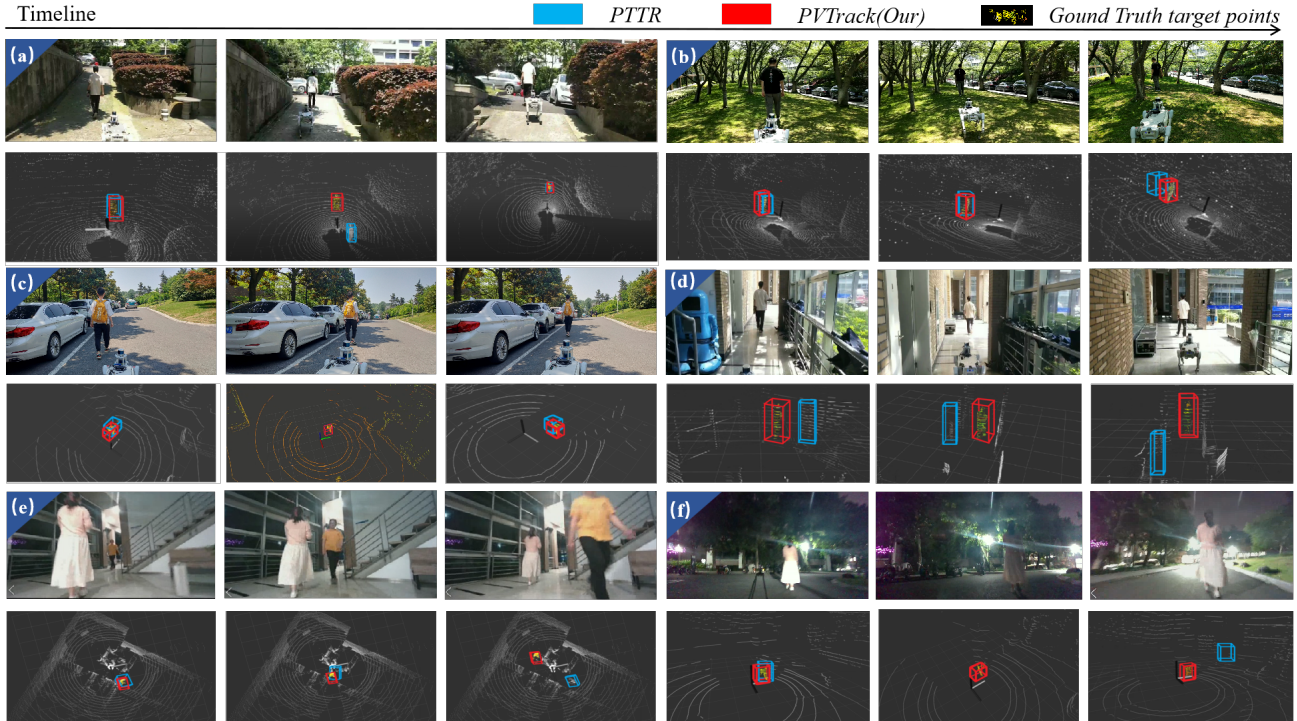 Timeline PTTR PVTrack(Our) Gound Truth target points
(a) (b)
(c) (d)
(e) (f)